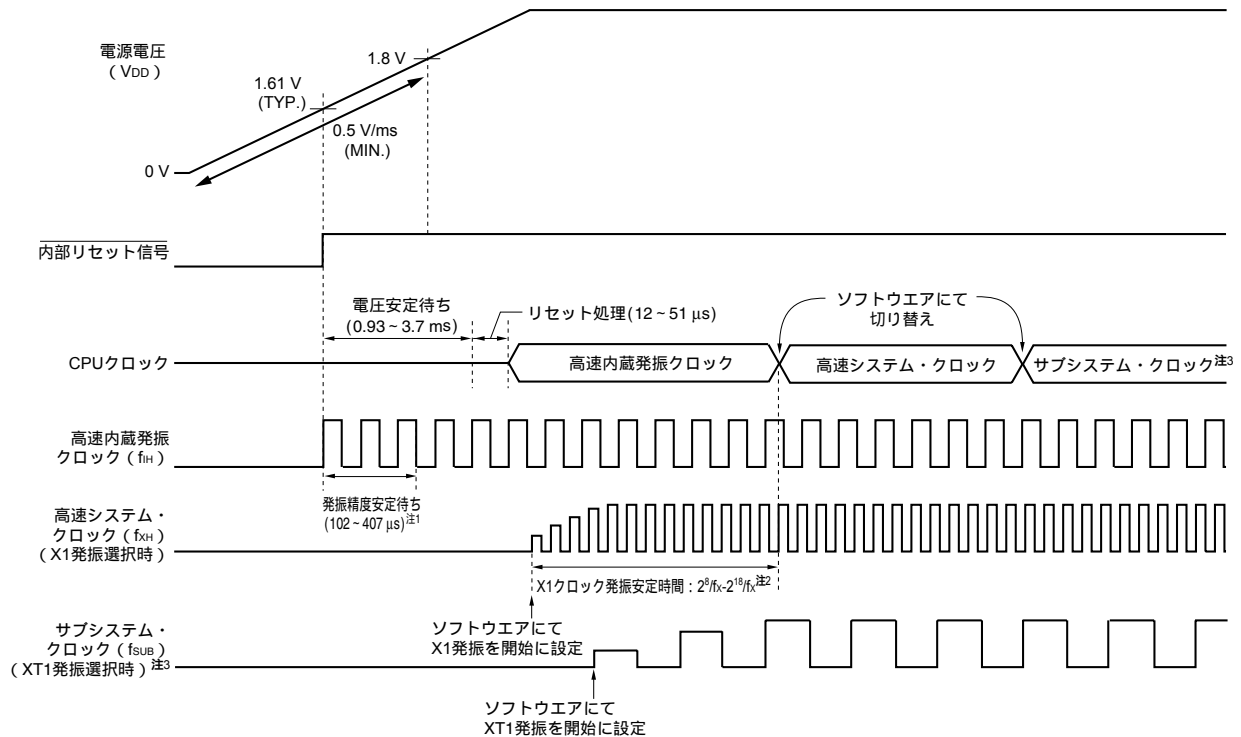 電源電圧
（VDD）
1.8 V
1.61 V
(TYP.)
0.5 V/ms
(MIN.)
0 V
内部リセット信号
電圧安定待ち
(0.93～3.7 ms)
リセット処理(12～51 μs)
ソフトウエアにて
切り替え
CPUクロック
高速内蔵発振クロック
高速システム・クロック
サブシステム・クロック注3
高速内蔵発振
クロック（fIH）
発振精度安定待ち
(102～407 μs)注1
高速システム・
クロック（fXH）
（X1発振選択時）
X1クロック発振安定時間：2^8/fX-2^18/fX注2
ソフトウエアにて
X1発振を開始に設定
サブシステム・
クロック（fSUB）
（XT1発振選択時）注3
ソフトウエアにて
XT1発振を開始に設定